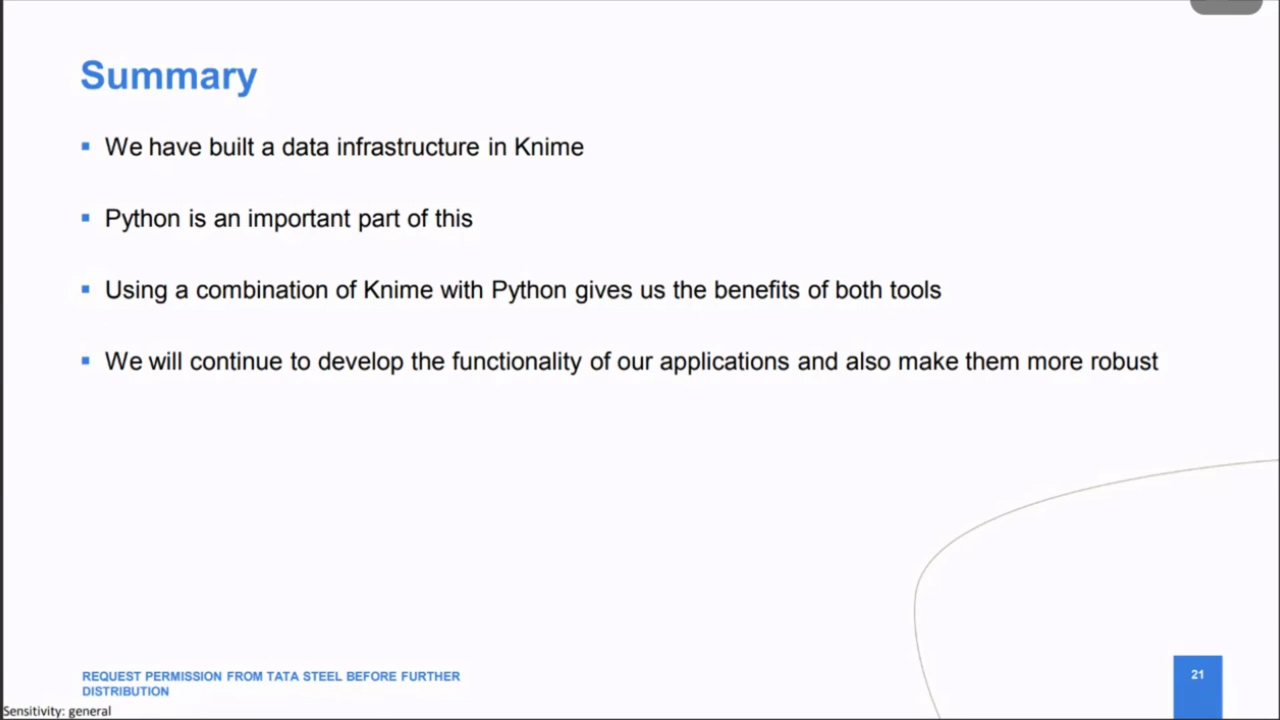 Summary
We have built a data infrastructure in Knime
Python is an important part of this
Using a combination of Knime with Python gives us the benefits of both tools
We will continue to develop the functionality of our applications and also make them more robust
REQUEST PERMISSION FROM TATA STEEL BEFORE FURTHER
DISTRIBUTION
21
Sensitivity: general